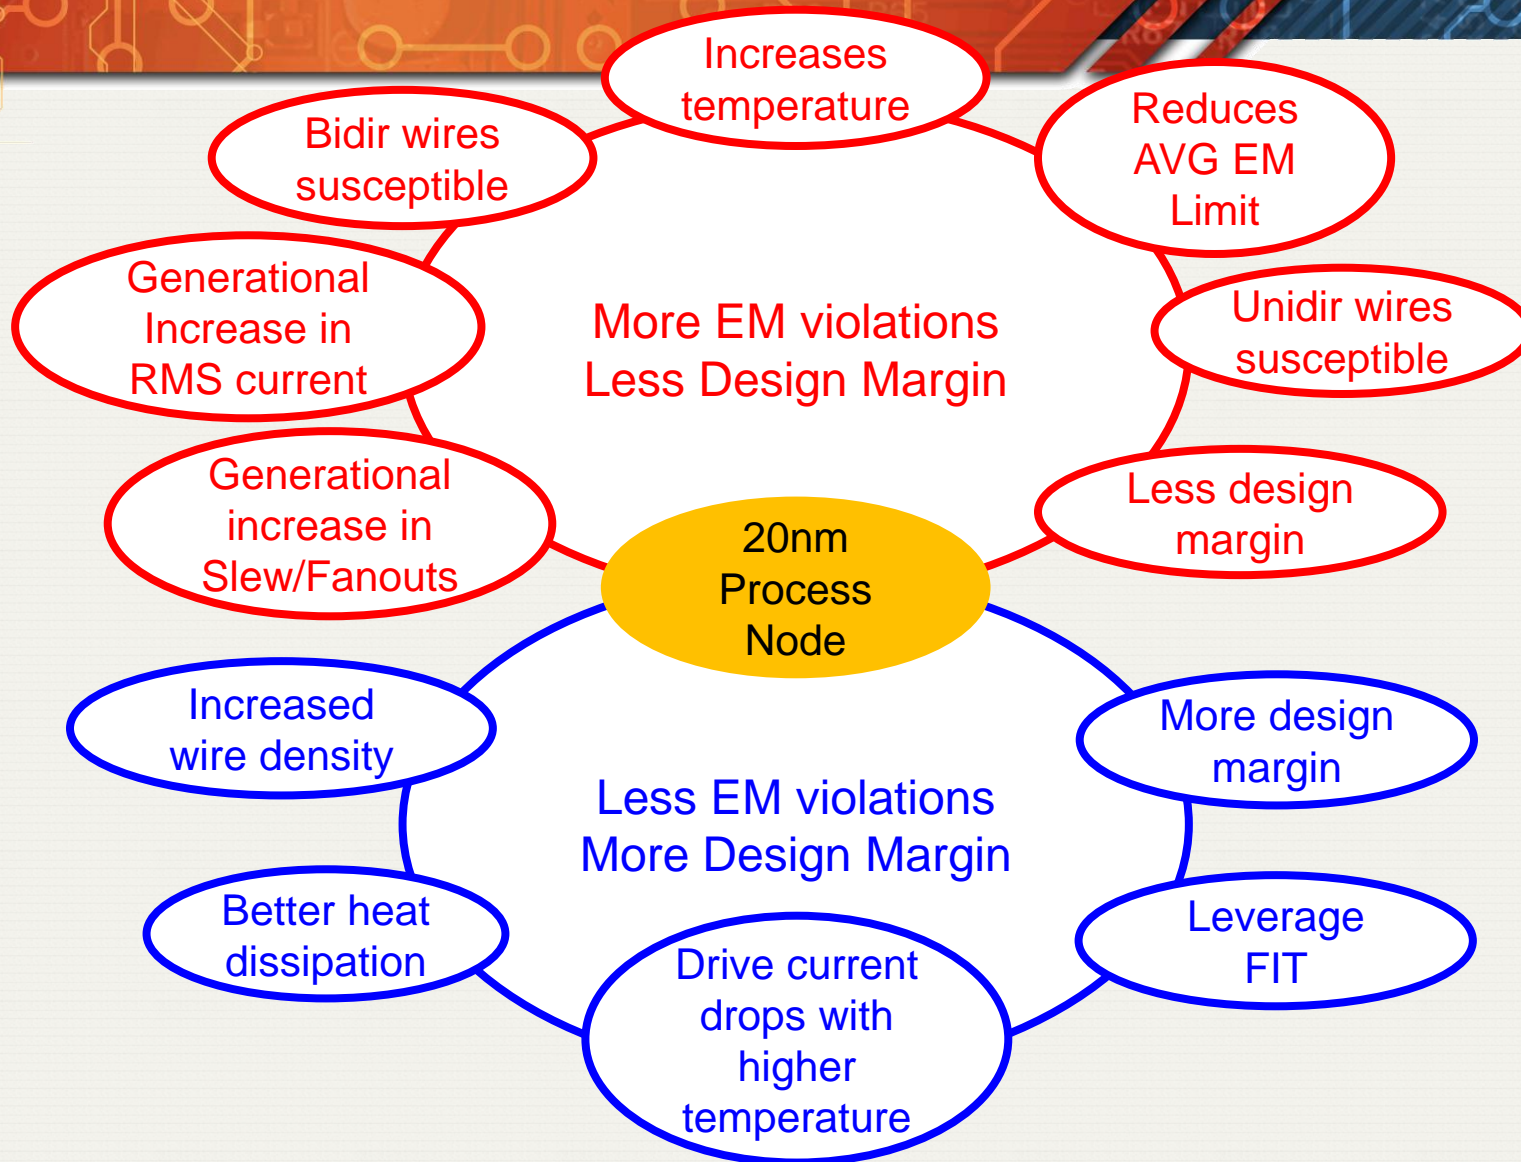 Increases
temperature
Reduces
AVG EM
Limit
Bidir wires
susceptible
Generational
Increase in
RMS current
More EM violations
Less Design Margin
Unidir wires
susceptible
Generational
increase in
Slew/Fanouts
Less design
margin
20nm
Process
Node
Increased
wire density
More design
margin
Less EM violations
More Design Margin
Better heat
dissipation
Leverage
FIT
Drive current
drops with
higher
temperature